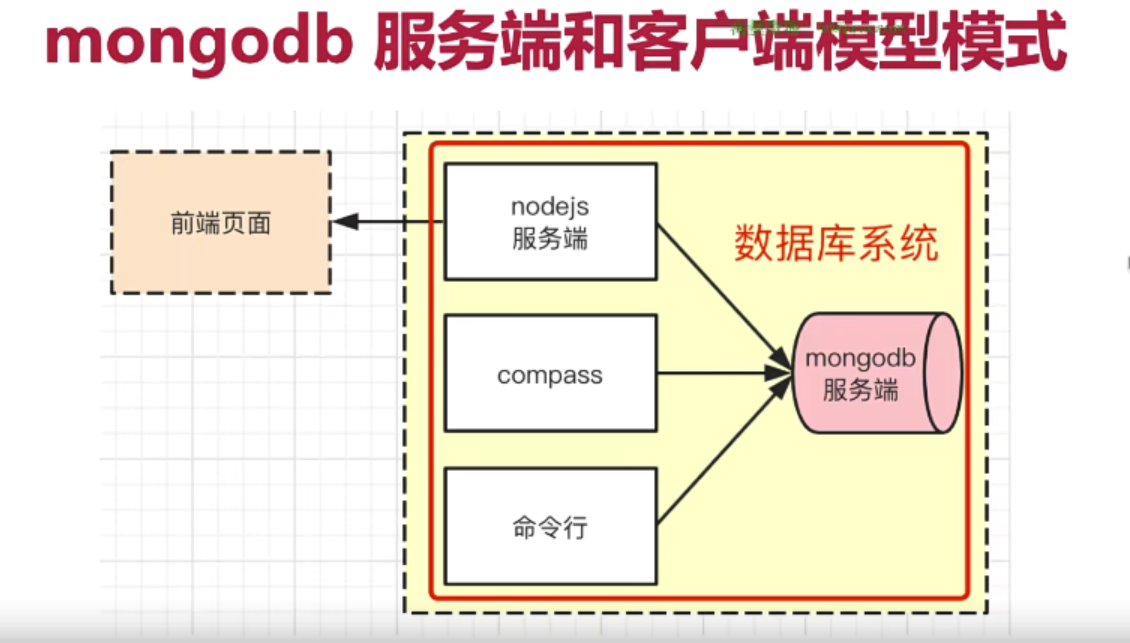 mongodb 服务端和客户端模型模式
前端页面
nodejs
服务端
数据库系统
compass
mongodb
服务端
命令行